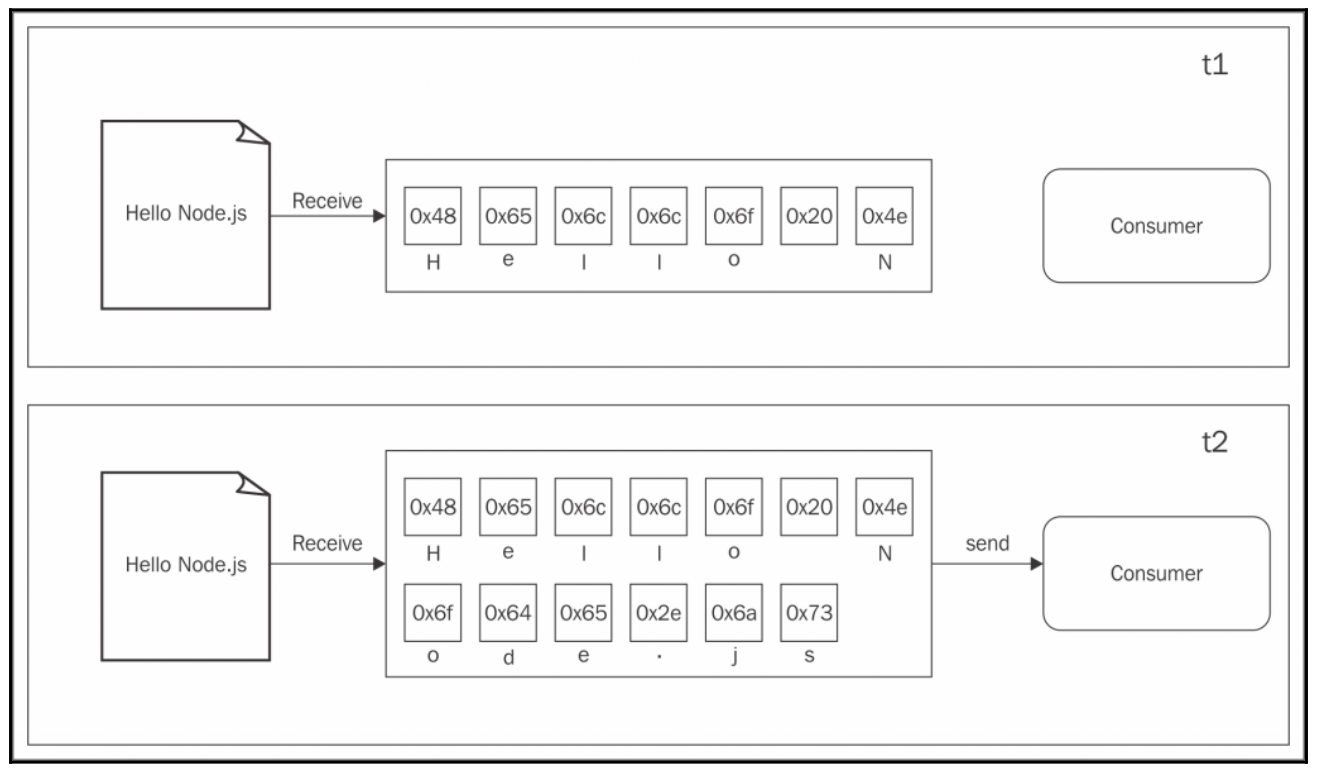 t1
Hello Node.js
Receive
0x48 0x65 0x6c 0x6c 0x6f 0x20 0x4e
H e l l o N
Consumer
t2
Hello Node.js
Receive
0x48 0x65 0x6c 0x6c 0x6f 0x20 0x4e
H e l l o N
0x6f 0x64 0x65 0x2e 0x6a 0x73
o d e . j s
send
Consumer